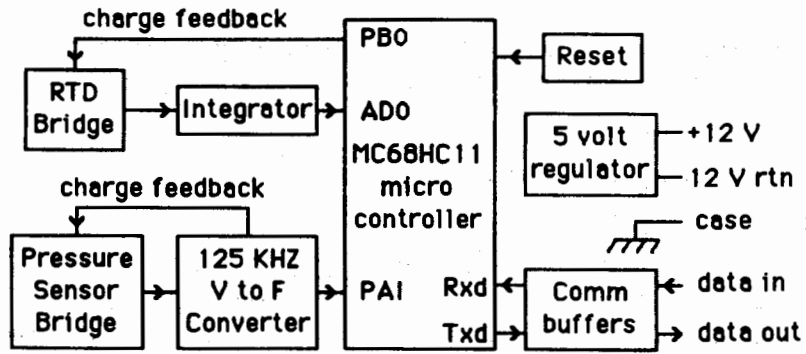 charge feedback
RTD
Bridge
Integrator
PB0
AD0
MC68HC11
micro
controller
PAI
Rxd
Txd
Reset
5 volt
regulator
+12 V
12 V rtn
case
charge feedback
Pressure
Sensor
Bridge
125 KHZ
V to F
Converter
Comm
buffers
data in
data out